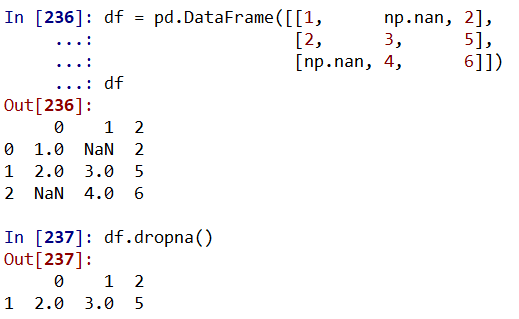 In [236]: df = pd.DataFrame([[1,      np.nan, 2],
     ...:                    [2,      3,      5],
     ...:                    [np.nan, 4,      6]])
     ...: df
Out[236]:
     0    1  2
0  1.0  NaN  2
1  2.0  3.0  5
2  NaN  4.0  6
In [237]: df.dropna()
Out[237]:
     0    1  2
1  2.0  3.0  5